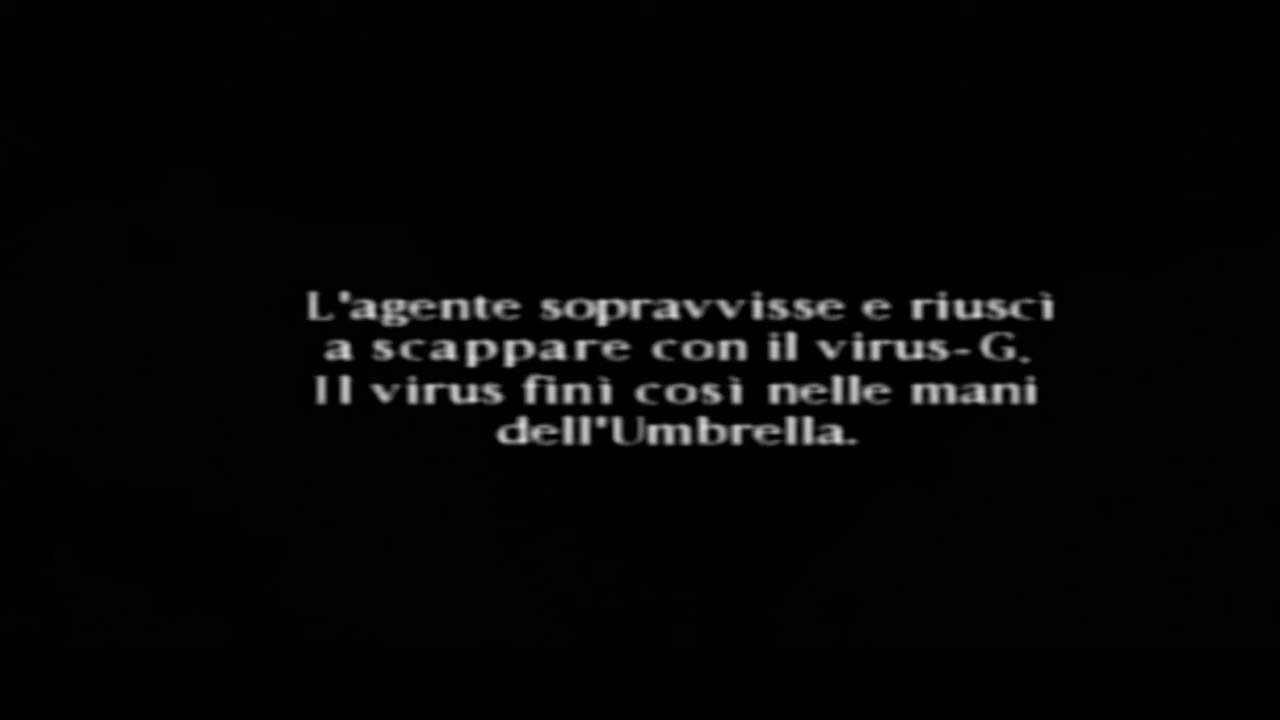 L'agente sopravvisse e riuscì
a scappare con il virus-G.
Il virus finì così nelle mani
dell'Umbrella.